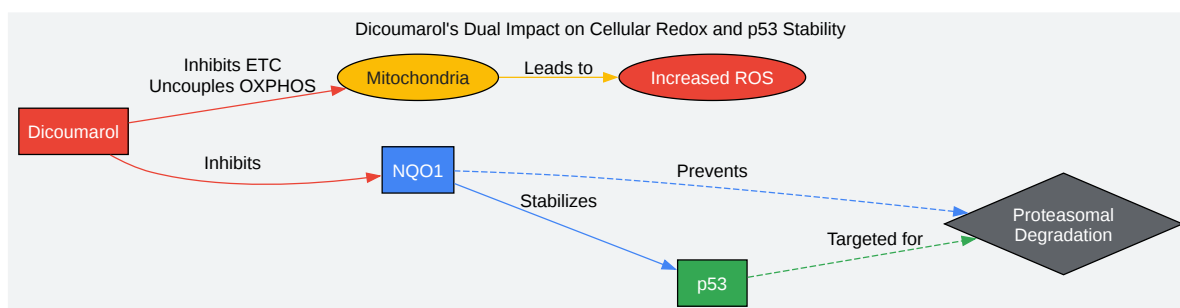 Dicoumarol's Dual Impact on Cellular Redox and p53 Stability
Inhibits ETC
Uncouples OXPHOS
Mitochondria
Leads to
Increased ROS
Dicoumarol
Inhibits
NQO1
Prevents
Stabilizes
Proteasomal
Degradation
Targeted for
p53